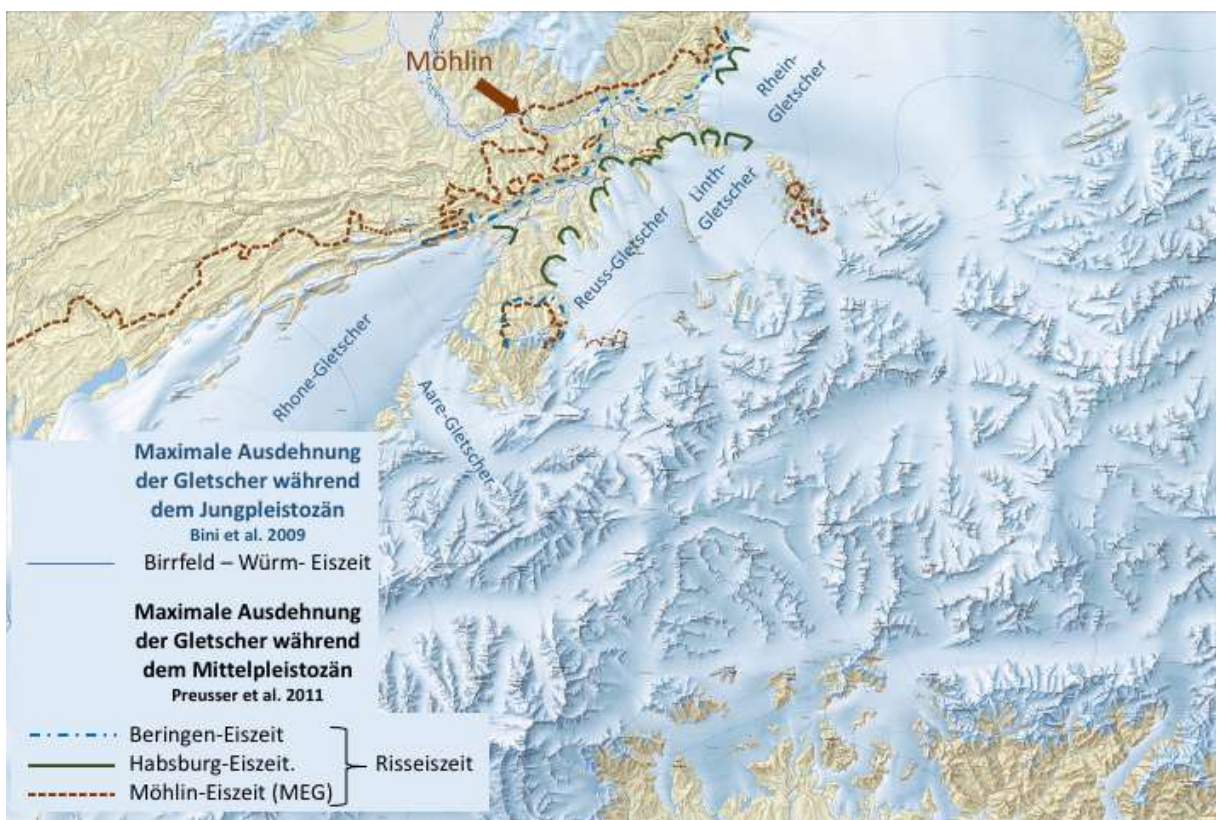 Möhlin
Rhein-
Gletscher
Linth-
Gletscher
Reuss-Gletscher
Rhone-Gletscher
Aare-Gletscher
Maximale Ausdehnung
der Gletscher während
dem Jungpleistozän
Bini et al. 2009
Birrfeld – Würm- Eiszeit
Maximale Ausdehnung
der Gletscher während
dem Mittelpleistozän
Preusser et al. 2011
Beringen-Eiszeit
Habsburg-Eiszeit.
Möhlin-Eiszeit (MEG)
Risseiszeit